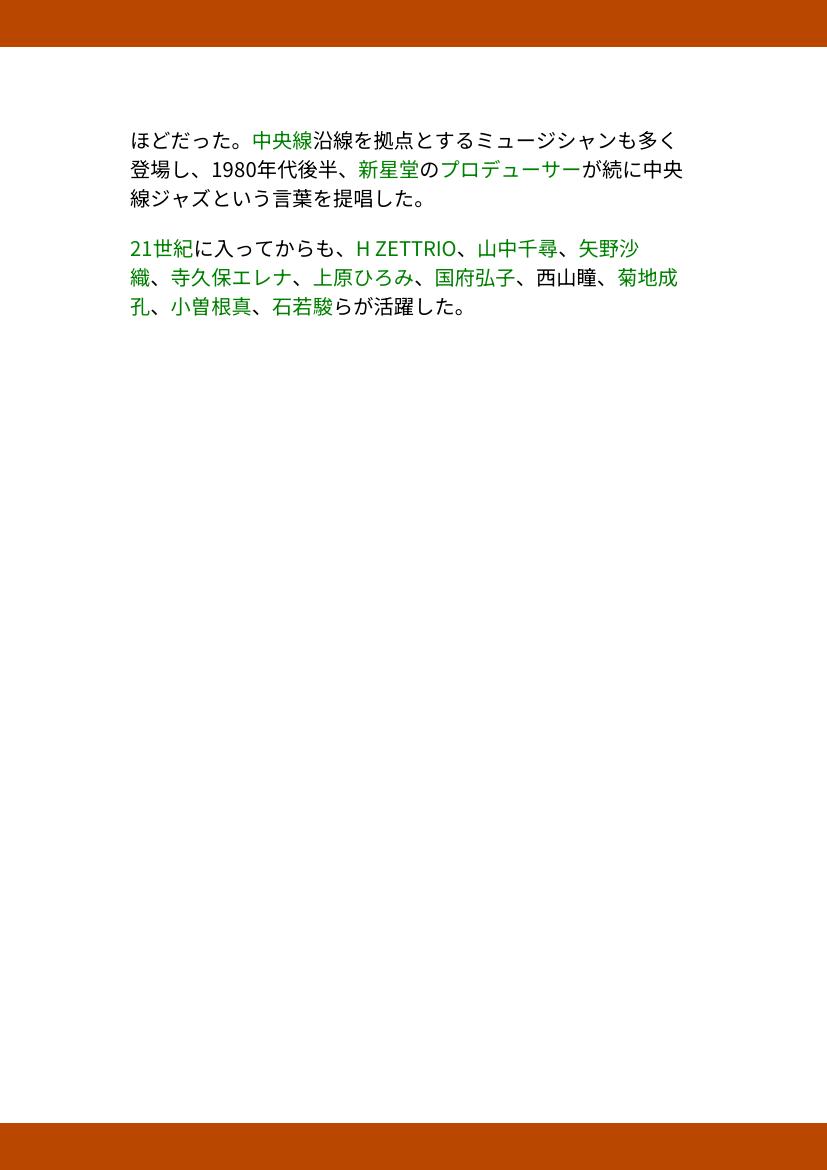 ほどだった。中央線沿線を拠点とするミュージシャンも多く
登場し、1980年代後半、新星堂のプロデューサーが続に中央
線ジャズという言葉を提唱した。
21世紀に入ってからも、H ZETTRIO、山中千尋、矢野沙
織、寺久保エレナ、上原ひろみ、国府弘子、西山瞳、菊地成
孔、小曽根真、石若駿らが活躍した。